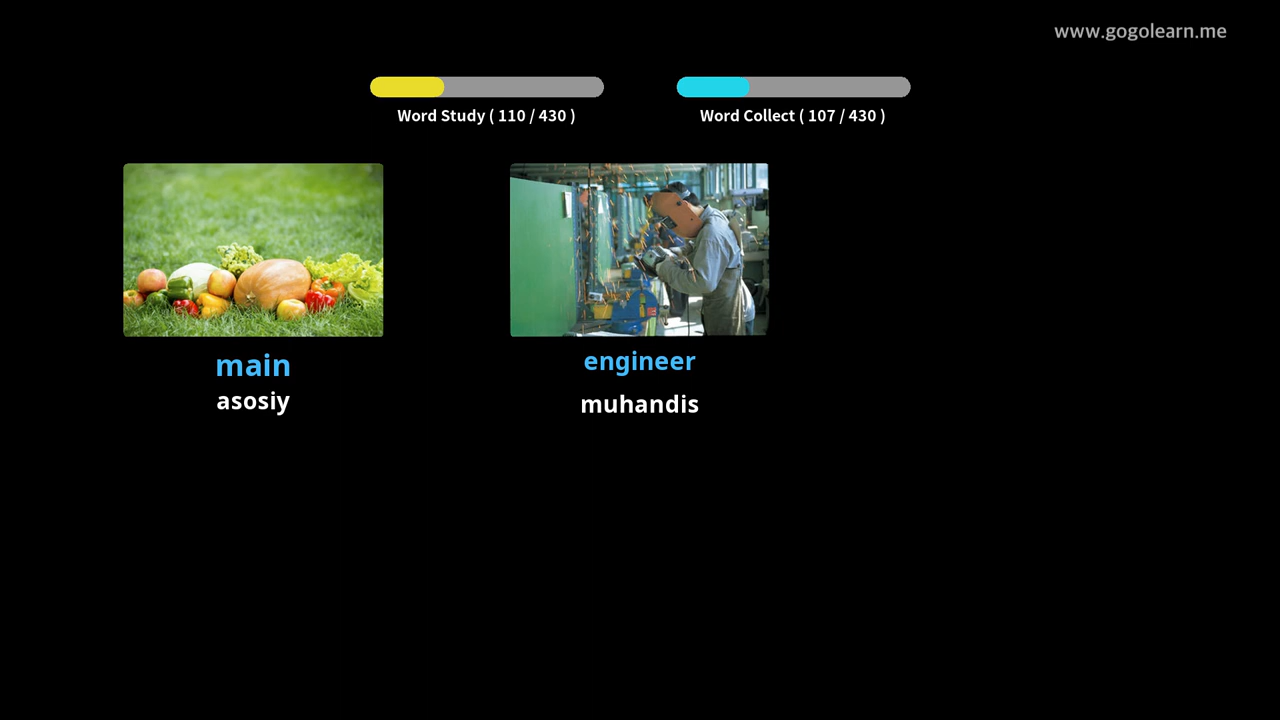 www.gogolearn.me
Word Study ( 110 / 430 )
Word Collect ( 107 / 430 )
main
asosiy
engineer
muhandis